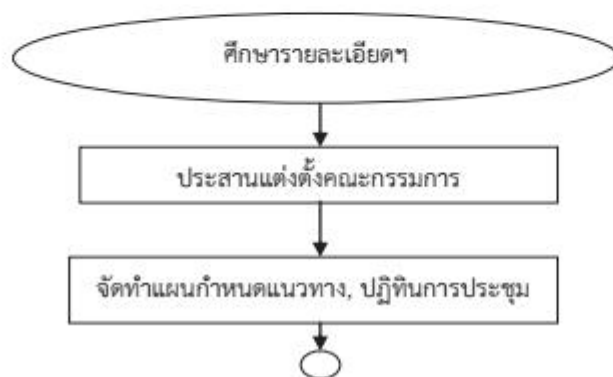 ศึกษารายละเอียดฯ
ประสานแต่งตั้งคณะกรรมการ
จัดทำแผนกำหนดแนวทาง, ปฏิทินการประชุม